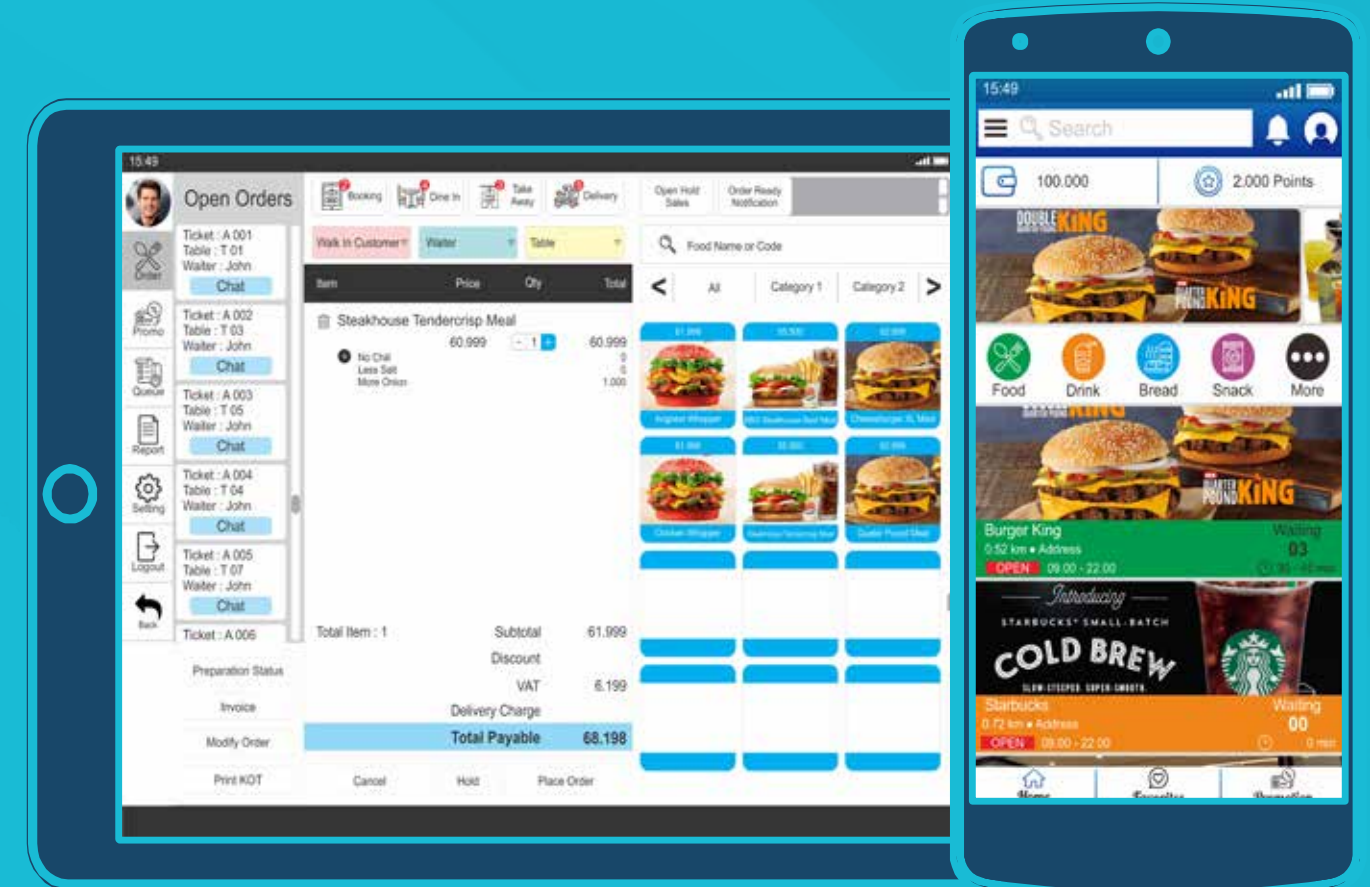 15:49
Open Orders
Order
Promo
Queue
Report
Setting
Logout
Back
Ticket : A 001
Table : T 01
Waiter : John
Chat
Ticket : A 002
Table : T 03
Waiter : John
Chat
Ticket : A 003
Table : T 05
Waiter : John
Chat
Ticket : A 004
Table : T 04
Waiter : John
Chat
Ticket : A 005
Table : T 07
Waiter : John
Chat
Ticket : A 006
Preparation Status
Invoice
Modify Order
Print KOT
Booking
Dine In
Take
Away
Delivery
Open Hold
Sales
Order Ready
Notification
Walk In Customer
Waiter
Table
Food Name or Code
Item Price Qty Total
Steakhouse Tendercrisp Meal
60.999 - 1 + 60.999
No Chili 0
Less Salt 0
More Onion 1.000
Total Item : 1 Subtotal 61.999
Discount
VAT 6.199
Delivery Charge
Total Payable 68.198
Cancel Hold Place Order
< All Category 1 Category 2 >
15:49
Search
100.000 2.000 Points
DOUBLE KING
QUARTER
POUND KING
Food Drink Bread Snack More
QUARTER
POUND KING
Burger King Waiting
0.52 km • Address 03
OPEN 09.00 - 22.00
Introducing
STARBUCKS® SMALL-BATCH
COLD BREW
SLOW-STEEPED. SUPER-SMOOTH.
Starbucks Waiting
0.72 km • Address 00
OPEN 09.00 - 22.00 0 min
Home Favorites Promotion